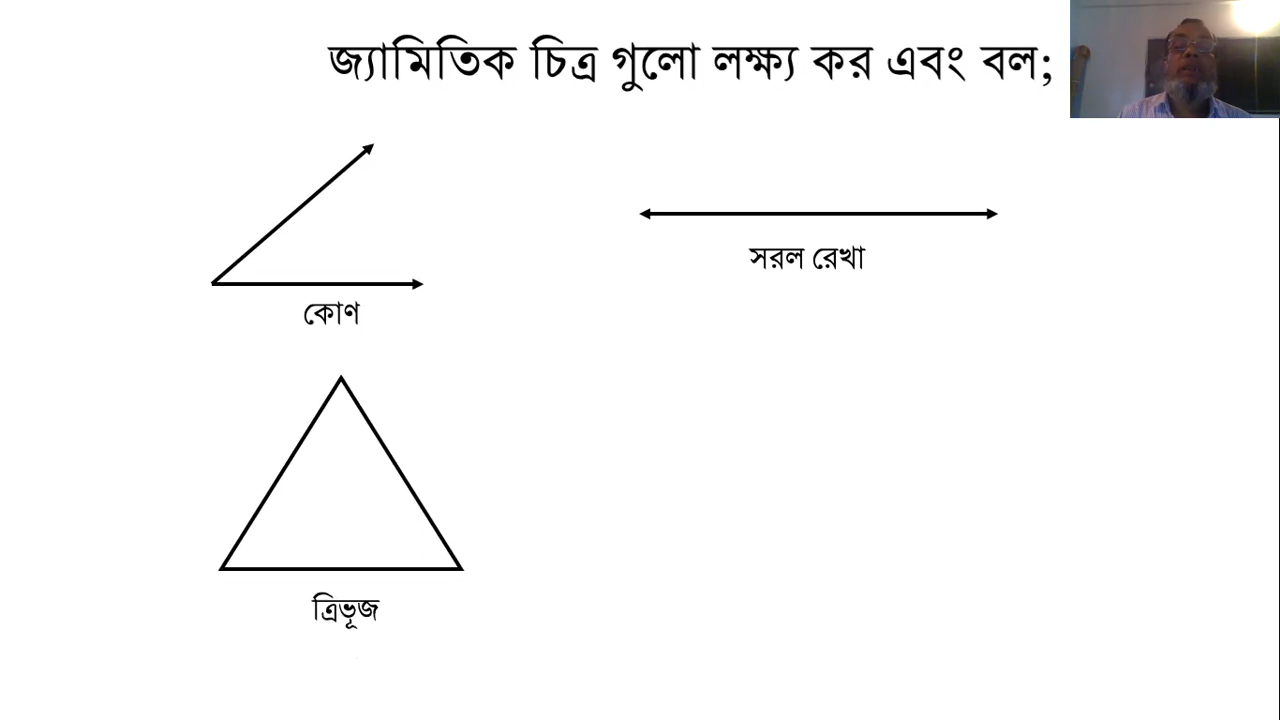 জ্যামিতিক চিত্র গুলো লক্ষ্য কর এবং বল;
সরল রেখা
কোণ
ত্রিভূজ